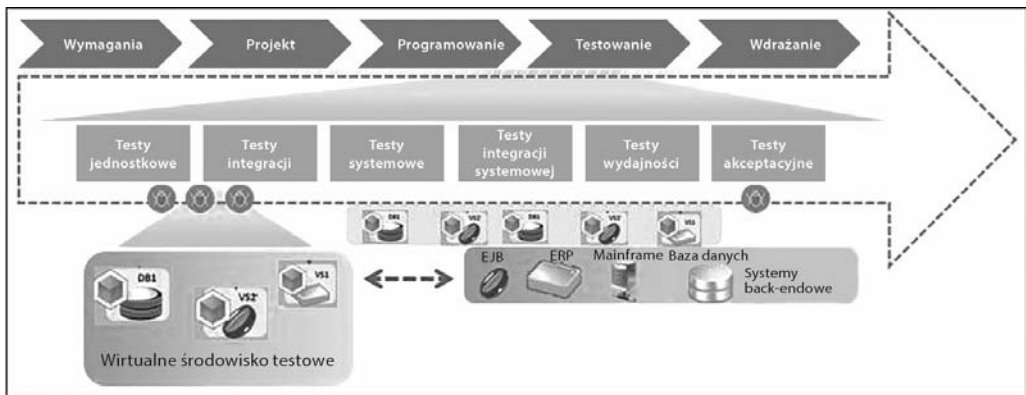 Wymagania
Projekt
Programowanie
Testowanie
Wdrażanie
Testy
jednostkowe
Testy
integracji
Testy
systemowe
Testy
integracji
systemowej
Testy
wydajności
Testy
akceptacyjne
DB1
VS2
DB1
VS2
VS1
DB1
VS2
VS1
Wirtualne środowisko testowe
EJB
ERP
Mainframe
Baza danych
Systemy
back-endowe